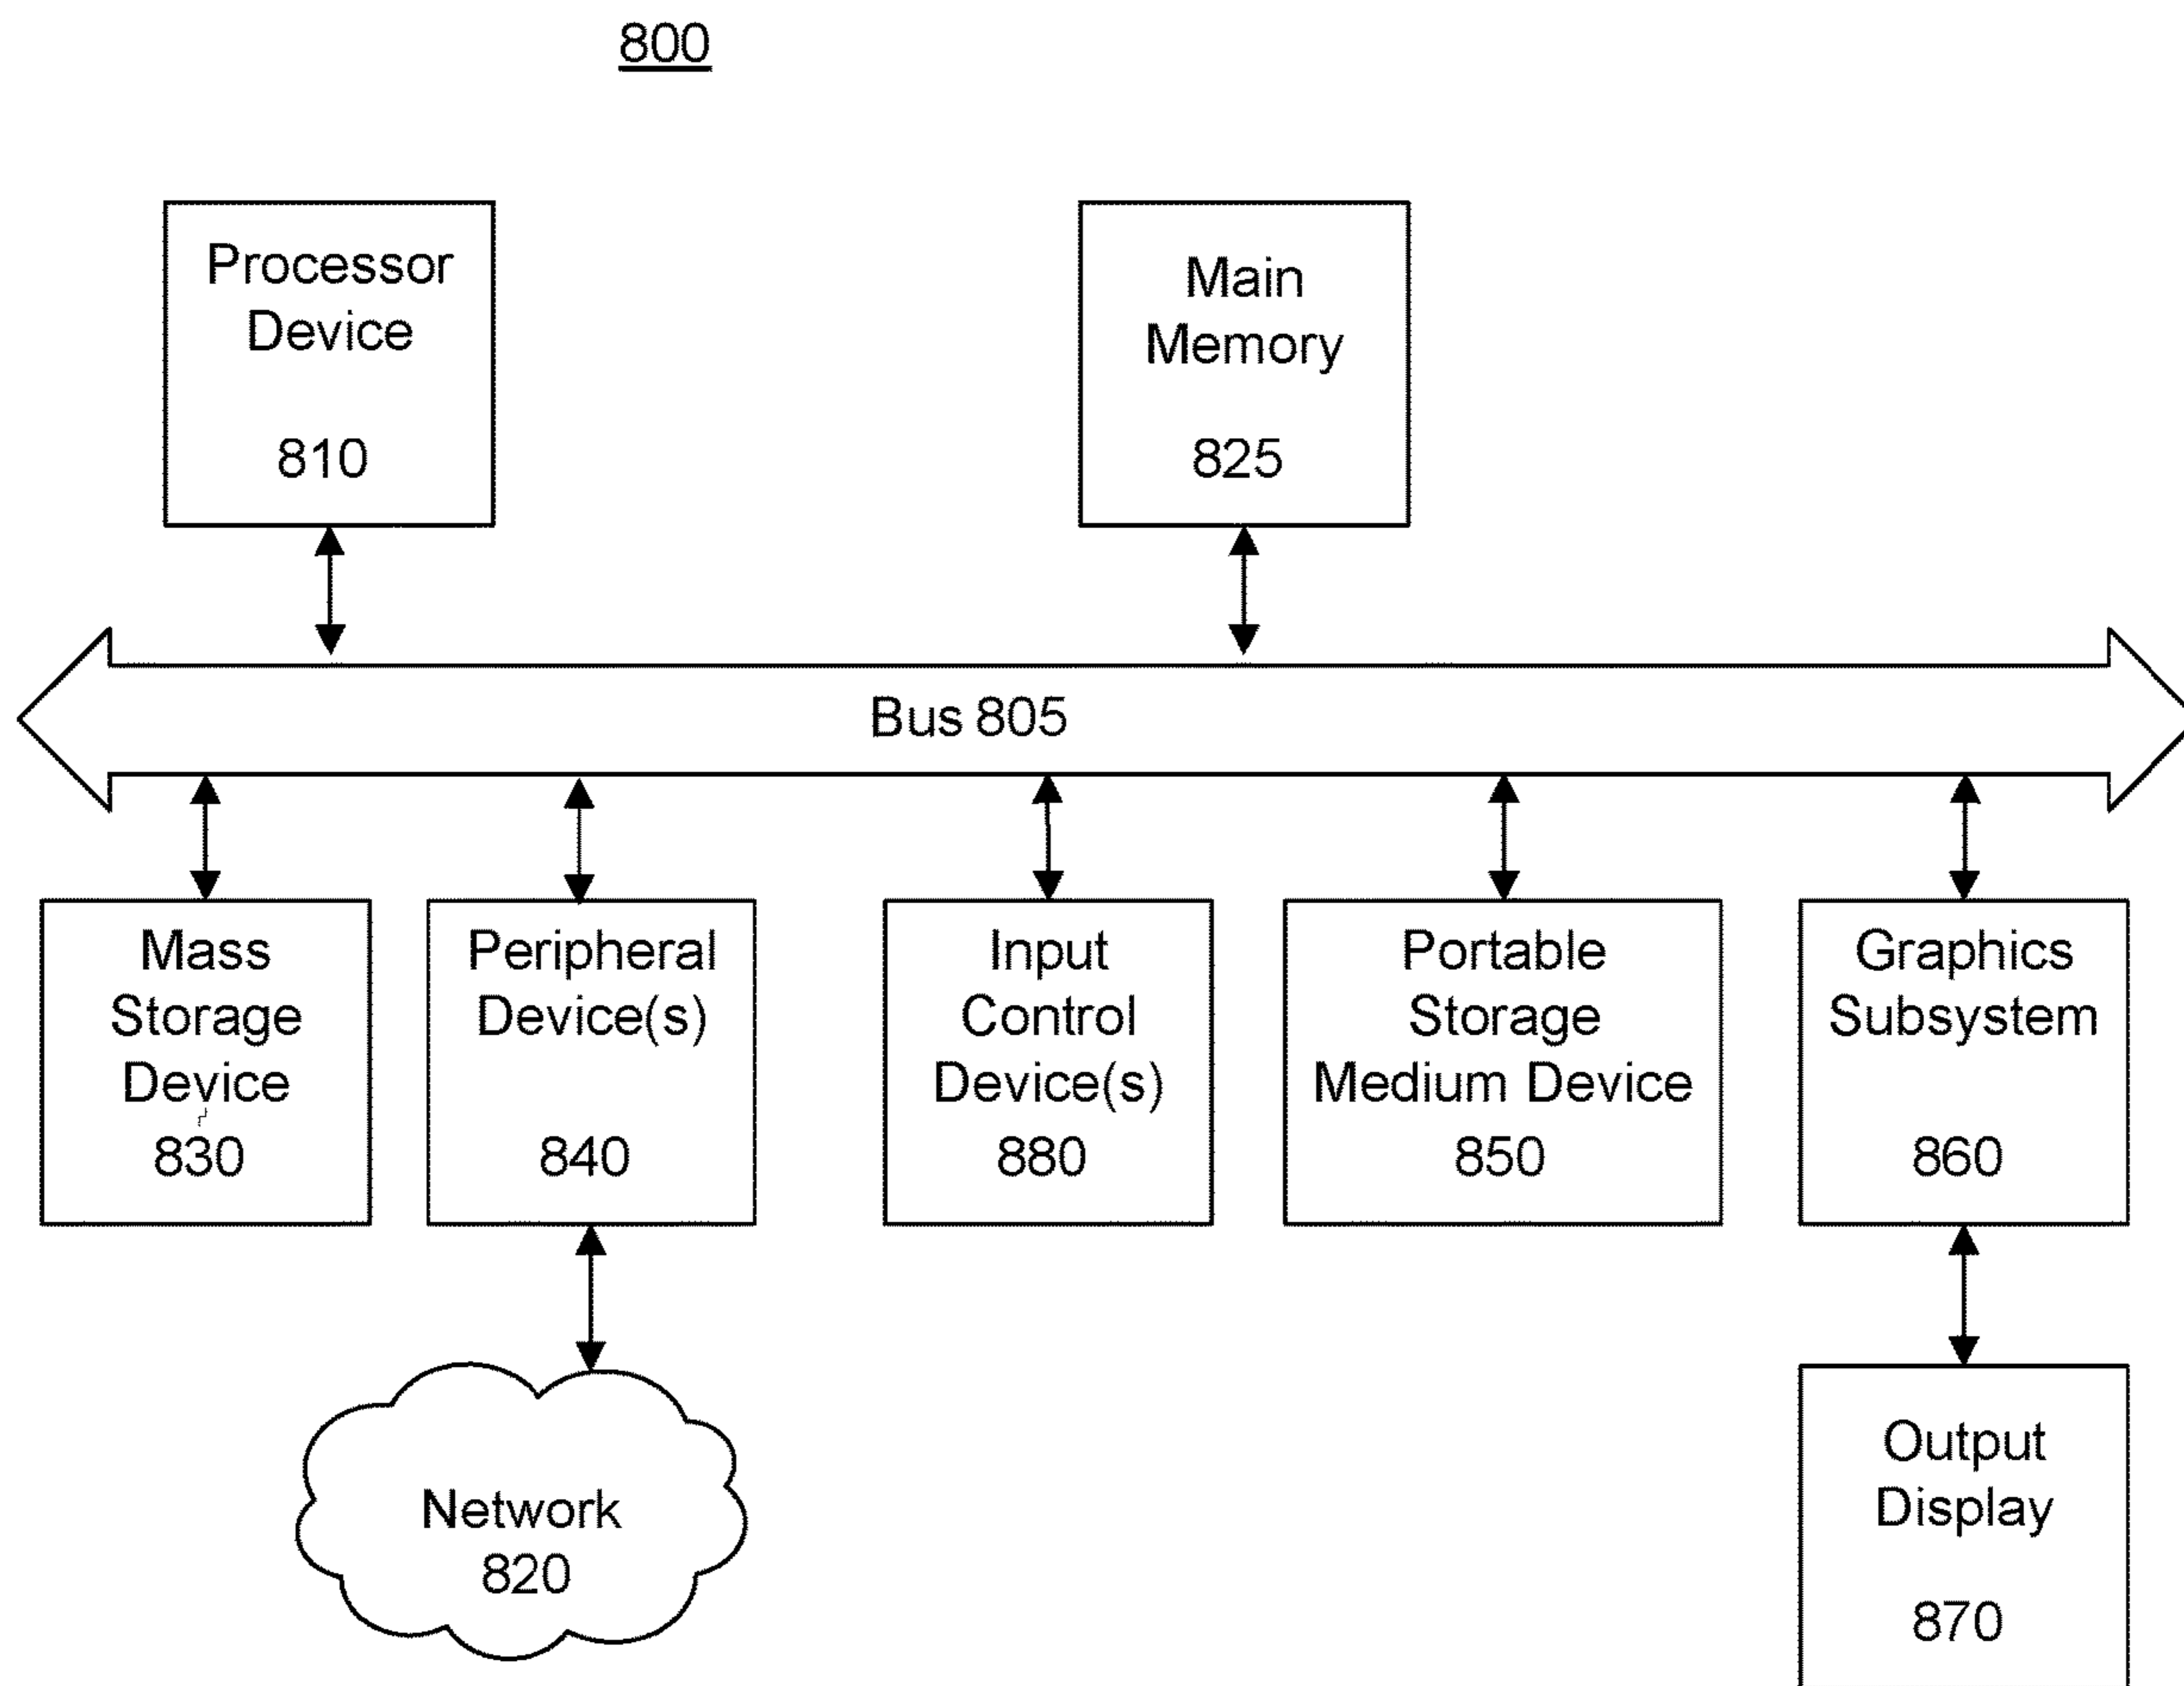 800
Processor
Device
810
Main
Memory
825
Bus 805
Mass
Storage
Device
830
Peripheral
Device(s)
840
Input
Control
Device(s)
880
Portable
Storage
Medium Device
850
Graphics
Subsystem
860
Network
820
Output
Display
870